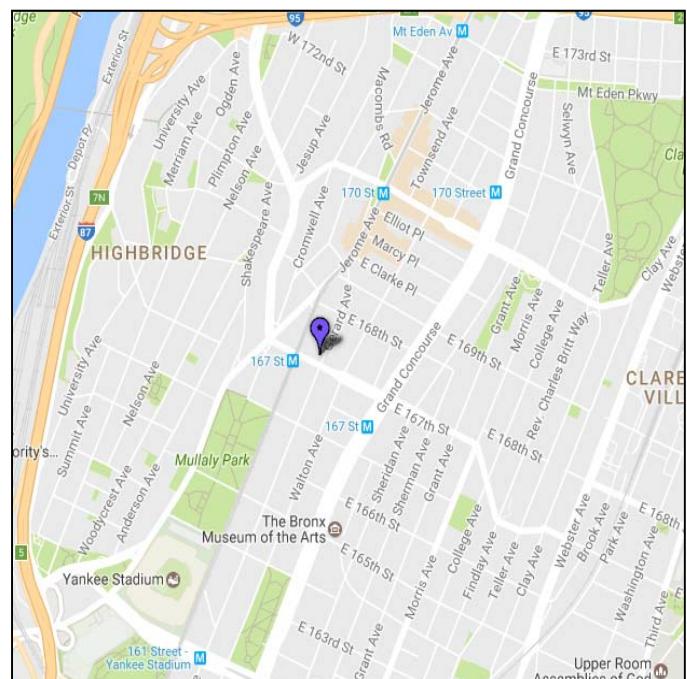 95
Mt Eden Av M
W 172nd St
E 173rd St
Exterior St
Mt Eden Pkwy
Ogden Ave
University Ave
Macombs Rd
Jerome Ave
Townsend Ave
Grand Concourse
Selwyn Ave
Depot Pl
Merriam Ave
Plimpton Ave
Nelson Ave
Jesup Ave
7N
170 St M
170 Street M
Exterior St
87
Elliot Pl
HIGHBRIDGE
Shakespeare Ave
Cromwell Ave
Jerome Ave
Marcy Pl
E Clarke Pl
Teller Ave
Clay Ave
Webster
Grant Ave
Morris Ave
College Ave
Rev. Charles Britt Way
E 168th St
E 169th St
167 St M
Grand Concourse
CLARE
VILL
University Ave
Nelson Ave
E 167th St
Summit Ave
167 St M
E 168th St
ority's...
Mullaly Park
Walton Ave
Sheridan Ave
Sherman Ave
Grant Ave
Woodycrest Ave
Anderson Ave
E 166th St
E 168th
The Bronx
Museum of the Arts
College Ave
Findlay Ave
Teller Ave
Clay Ave
Webster Ave
Brook Ave
Park Ave
Washington Ave
Third Ave
5
E 165th St
Yankee Stadium
Morris Ave
E 163rd St
Grant Ave
161 Street -
Yankee Stadium M
Upper Room
Assemblies of God